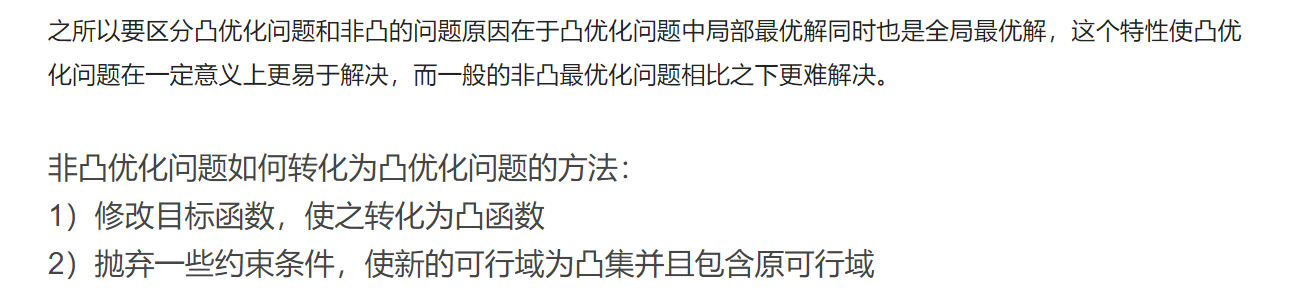 之所以要区分凸优化问题和非凸的问题原因在于凸优化问题中局部最优解同时也是全局最优解，这个特性使凸优
化问题在一定意义上更易于解决，而一般的非凸最优化问题相比之下更难解决。
非凸优化问题如何转化为凸优化问题的方法：
1）修改目标函数，使之转化为凸函数
2）抛弃一些约束条件，使新的可行域为凸集并且包含原可行域